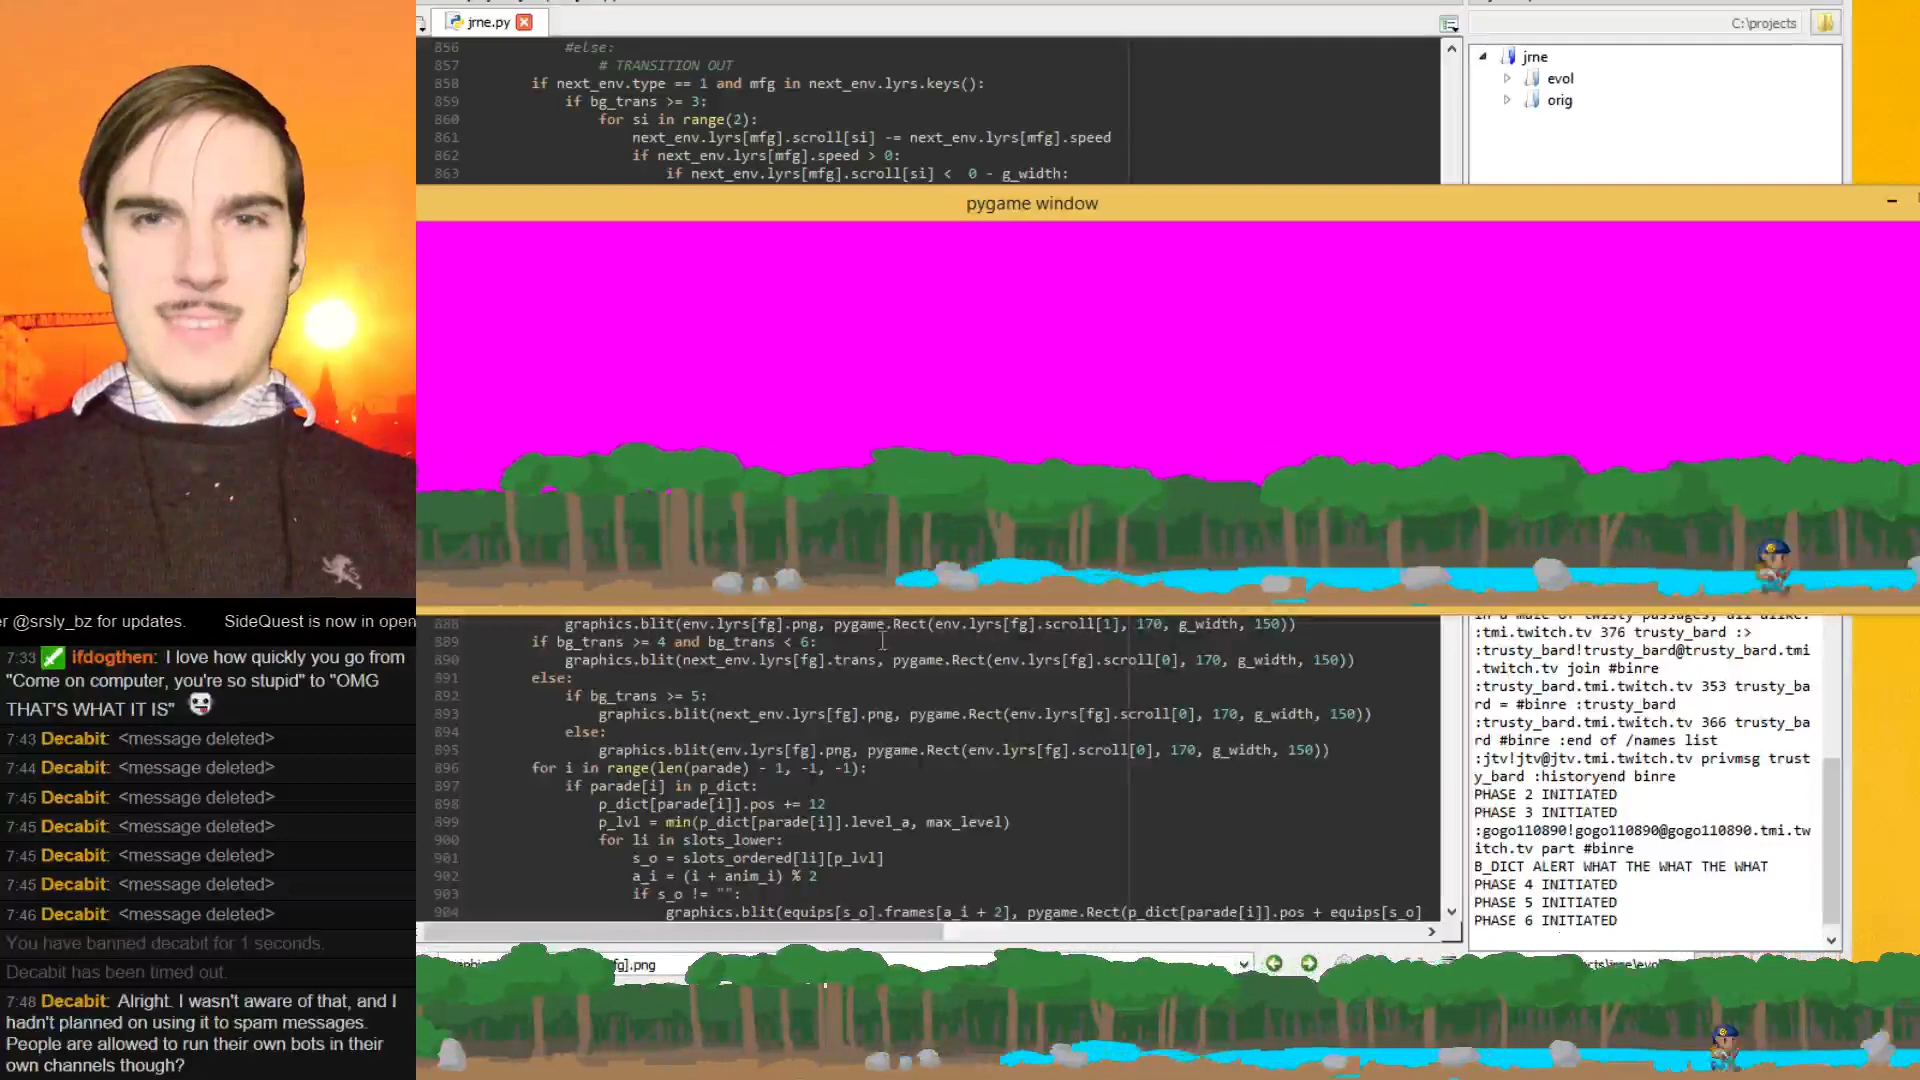 jrne.py
856 #else:
857 # TRANSITION OUT
858 if next_env.type == 1 and mfg in next_env.lyrs.keys():
859 if bg_trans >= 3:
860 for si in range(2):
861 next_env.lyrs[mfg].scroll[si] -= next_env.lyrs[mfg].speed
862 if next_env.lyrs[mfg].speed > 0:
863 if next_env.lyrs[mfg].scroll[si] < 0 - g_width:
C:\projects
jrne
evol
orig
pygame window
r @srsly_bz for updates. SideQuest is now in open
7:33 ifdogthen: I love how quickly you go from
"Come on computer, you're so stupid" to "OMG
THAT'S WHAT IT IS"
7:43 Decabit: <message deleted>
7:44 Decabit: <message deleted>
7:45 Decabit: <message deleted>
7:45 Decabit: <message deleted>
7:45 Decabit: <message deleted>
7:45 Decabit: <message deleted>
7:46 Decabit: <message deleted>
You have banned decabit for 1 seconds.
Decabit has been timed out.
7:48 Decabit: Alright. I wasn't aware of that, and I
hadn't planned on using it to spam messages.
People are allowed to run their own bots in their
own channels though?
888 graphics.blit(env.lyrs[fg].png, pygame.Rect(env.lyrs[fg].scroll[1], 170, g_width, 150))
889 if bg_trans >= 4 and bg_trans < 6:
890 graphics.blit(next_env.lyrs[fg].trans, pygame.Rect(env.lyrs[fg].scroll[0], 170, g_width, 150))
891 else:
892 if bg_trans >= 5:
893 graphics.blit(next_env.lyrs[fg].png, pygame.Rect(env.lyrs[fg].scroll[0], 170, g_width, 150))
894 else:
895 graphics.blit(env.lyrs[fg].png, pygame.Rect(env.lyrs[fg].scroll[0], 170, g_width, 150))
896 for i in range(len(parade) - 1, -1, -1):
897 if parade[i] in p_dict:
898 p_dict[parade[i]].pos += 12
899 p_lvl = min(p_dict[parade[i]].level_a, max_level)
900 for li in slots_lower:
901 s_o = slots_ordered[li][p_lvl]
902 a_i = (i + anim_i) % 2
903 if s_o != "":
904 graphics.blit(equips[s_o].frames[a_i + 2], pygame.Rect(p_dict[parade[i]].pos + equips[s_o]
fg].png
in a maze of twisty passages, all alike.
:tmi.twitch.tv 376 trusty_bard :>
:trusty_bard!trusty_bard@trusty_bard.tmi
.twitch.tv join #binre
:trusty_bard.tmi.twitch.tv 353 trusty_ba
rd = #binre :trusty_bard
:trusty_bard.tmi.twitch.tv 366 trusty_ba
rd #binre :end of /names list
:jtv!jtv@jtv.tmi.twitch.tv privmsg trust
y_bard :historyend binre
PHASE 2 INITIATED
PHASE 3 INITIATED
:gogo110890!gogo110890@gogo110890.tmi.tw
itch.tv part #binre
B_DICT ALERT WHAT THE WHAT THE WHAT
PHASE 4 INITIATED
PHASE 5 INITIATED
PHASE 6 INITIATED